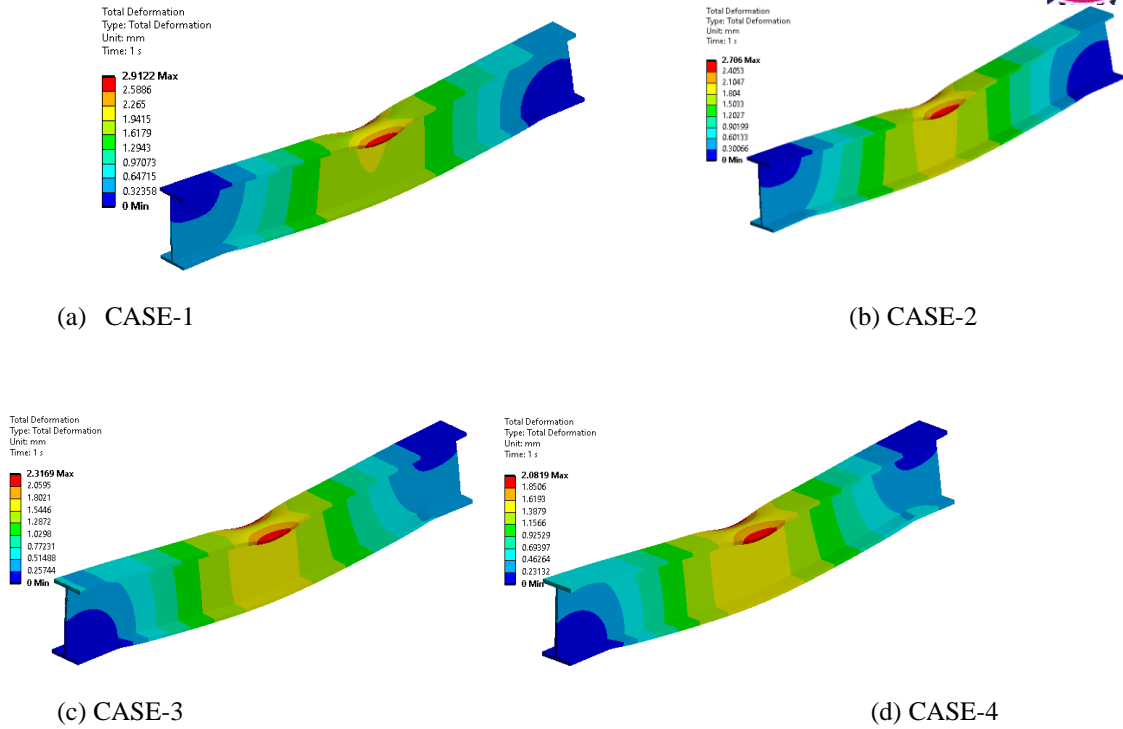 Total Deformation
Type: Total Deformation
Unit: mm
Time: 1 s
2.9122 Max
2.5886
2.265
1.9415
1.6179
1.2943
0.97073
0.64715
0.32358
0 Min
(a) CASE-1
Total Deformation
Type: Total Deformation
Unit: mm
Time: 1 s
2.706 Max
2.4053
2.1047
1.804
1.5033
1.2027
0.90199
0.60133
0.30066
0 Min
(b) CASE-2
Total Deformation
Type: Total Deformation
Unit: mm
Time: 1 s
2.3169 Max
2.0595
1.8021
1.5446
1.2872
1.0298
0.77231
0.51488
0.25744
0 Min
(c) CASE-3
Total Deformation
Type: Total Deformation
Unit: mm
Time: 1 s
2.0819 Max
1.8506
1.6193
1.3879
1.1566
0.92529
0.69397
0.46264
0.23132
0 Min
(d) CASE-4